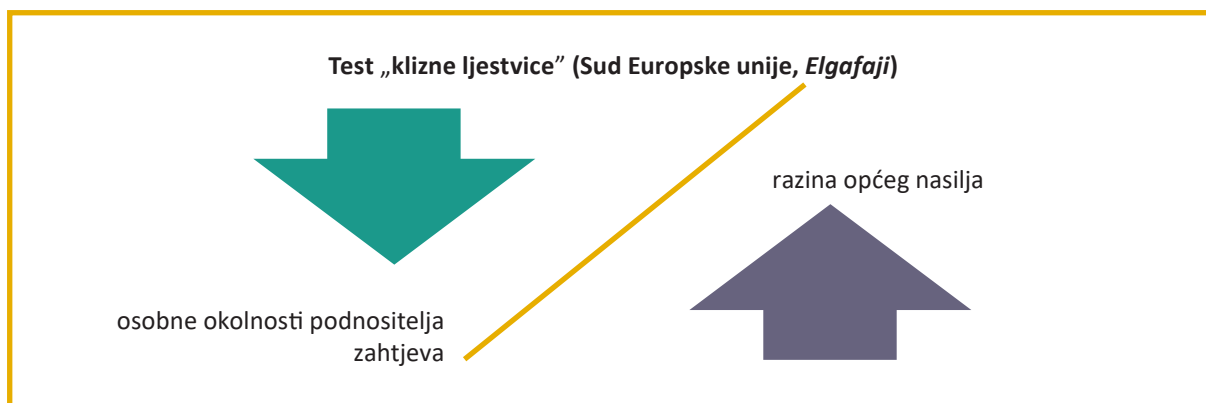 Test „klizne ljestvice” (Sud Europske unije, Elgafaji)
razina općeg nasilja
osobne okolnosti podnositelja
zahtjeva